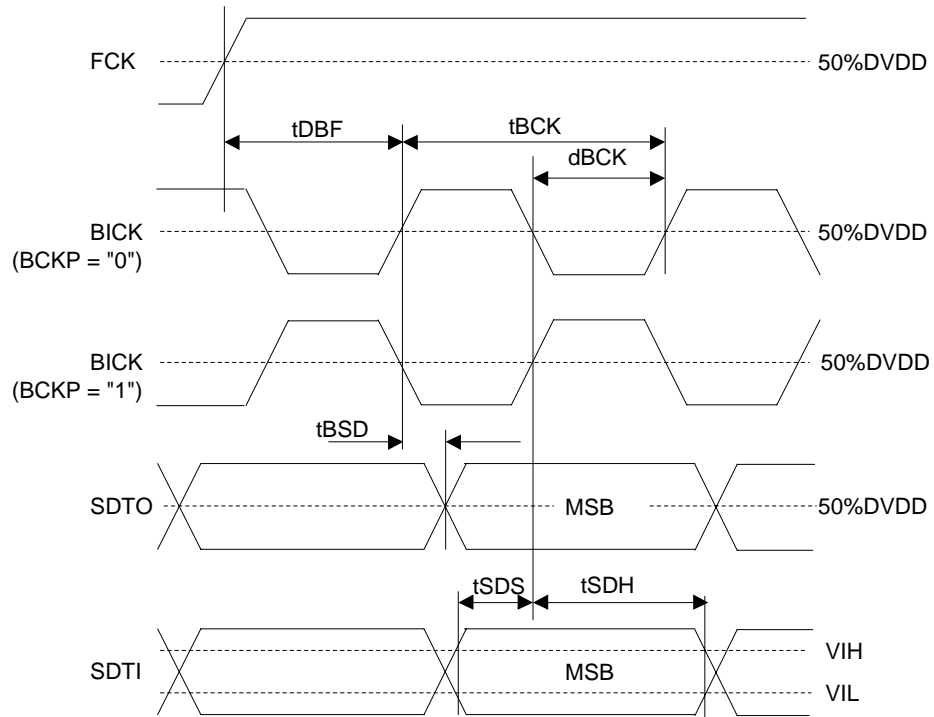 FCK
50%DVDD
tDBF
tBCK
dBCK
BICK
(BCKP = "0")
50%DVDD
BICK
(BCKP = "1")
50%DVDD
tBSD
SDTO
MSB
50%DVDD
tSDS
tSDH
SDTI
MSB
VIH
VIL